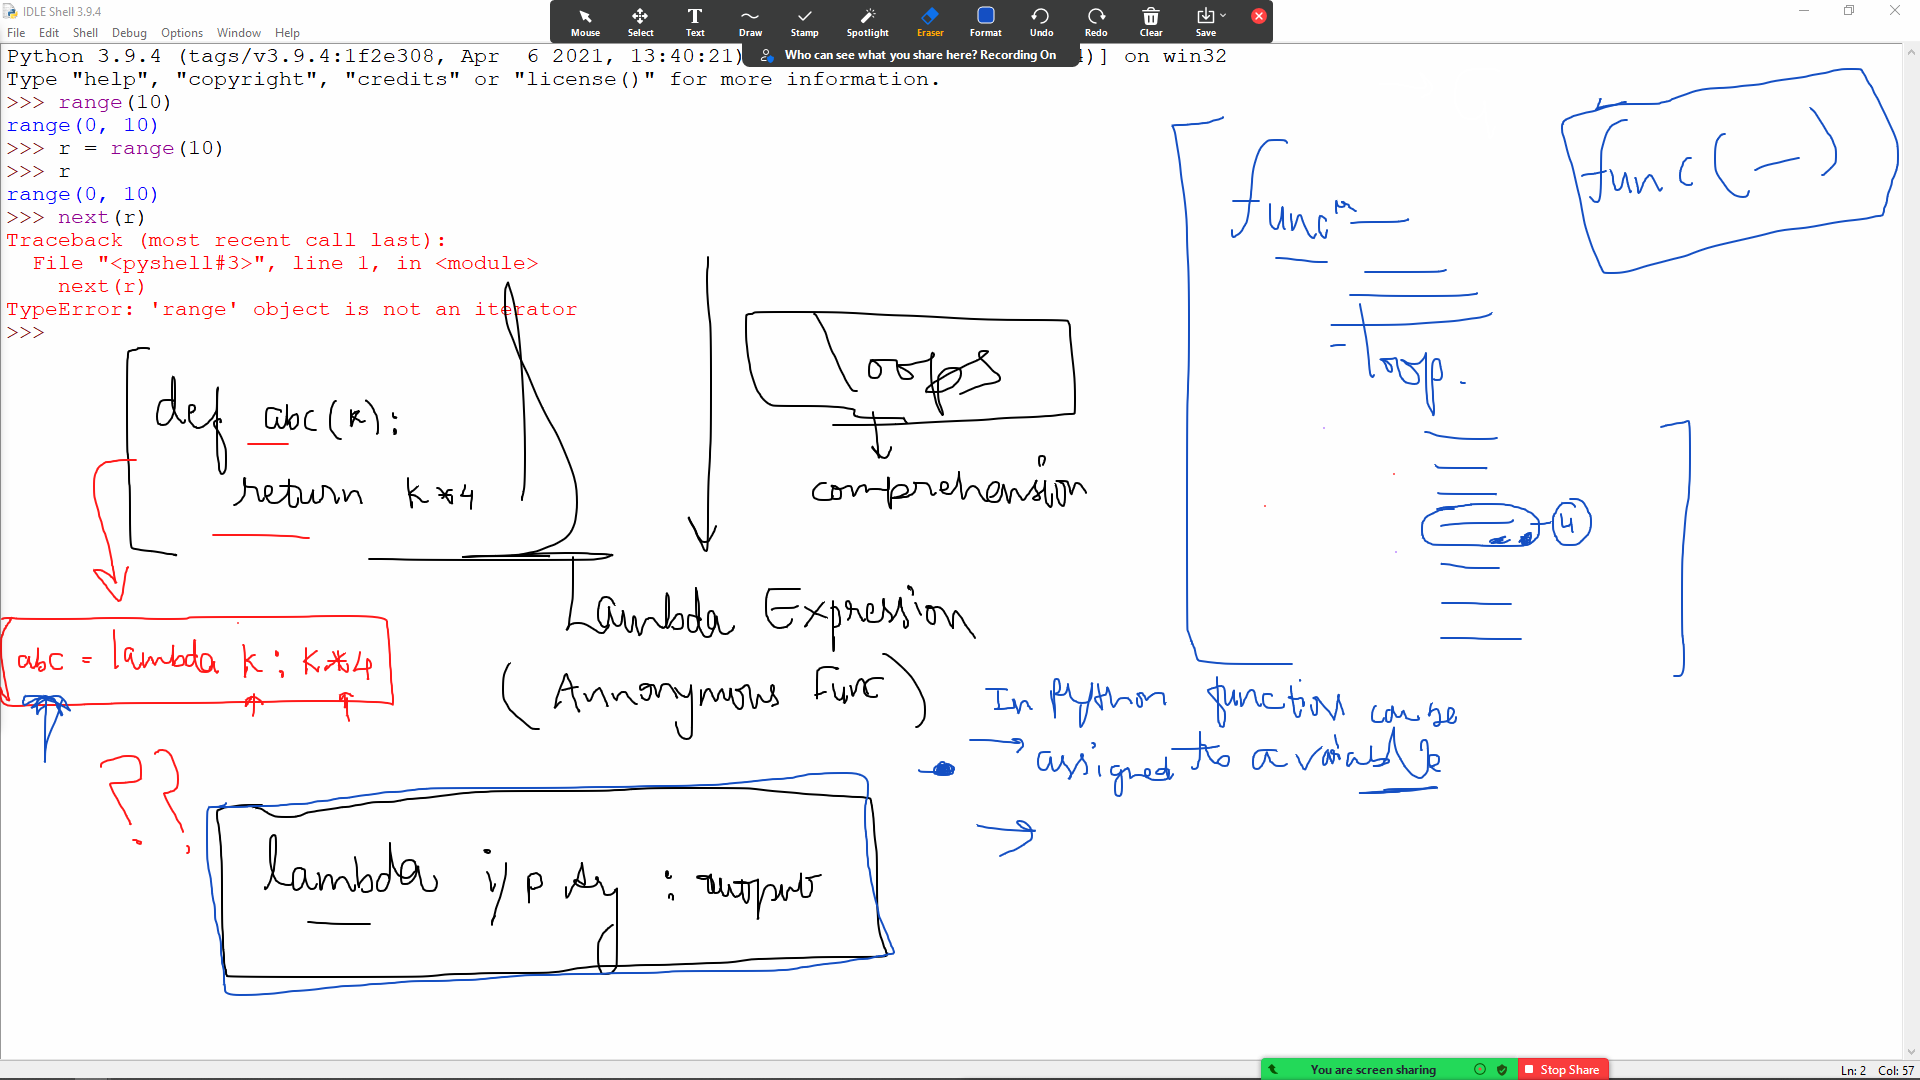 IDLE Shell 3.9.4
File Edit Shell Debug Options Window Help
Mouse Select Text Draw Stamp Spotlight Eraser Format Undo Redo Clear Save
Who can see what you share here? Recording On
Python 3.9.4 (tags/v3.9.4:1f2e308, Apr  6 2021, 13:40:21) 4)] on win32
Type "help", "copyright", "credits" or "license()" for more information.
>>> range(10)
range(0, 10)
>>> r = range(10)
>>> r
range(0, 10)
>>> next(r)
Traceback (most recent call last):
  File "<pyshell#3>", line 1, in <module>
    next(r)
TypeError: 'range' object is not an iterator
>>>
def abc(k):
return k*4
abc = lambda k : k*4
??
loops
comprehension
Lambda Expression
(Annonymous Func)
lambda i/p : output
func
loop.
4
func(—)
In Python function can be
→ assigned to a variable
→
You are screen sharing Stop Share
Ln: 2 Col: 57